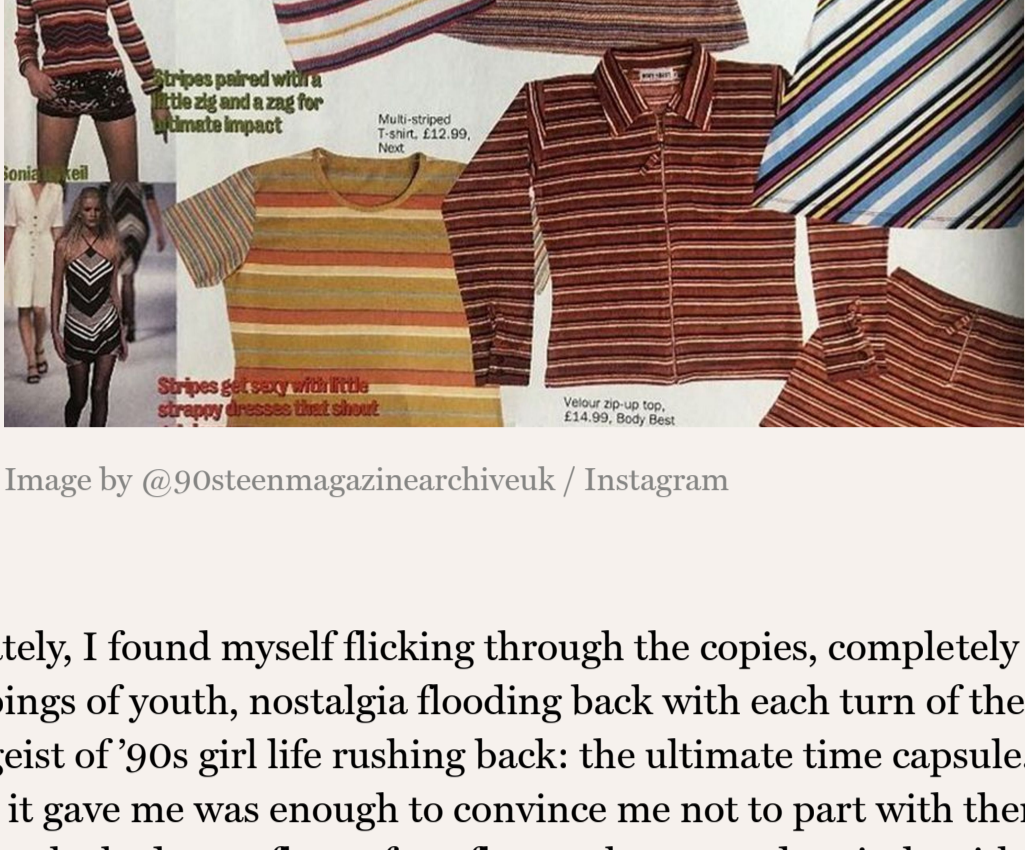 Stripes paired with a
little zig and a zag for
ultimate impact
Multi-striped
T-shirt, £12.99,
Next
Sonia
Stripes get sexy with little
strappy dresses that shout
Velour zip-up top,
£14.99, Body Best
Image by @90steenmagazinearchiveuk / Instagram
tely, I found myself flicking through the copies, completely
ings of youth, nostalgia flooding back with each turn of the
geist of ’90s girl life rushing back: the ultimate time capsule.
it gave me was enough to convince me not to part with